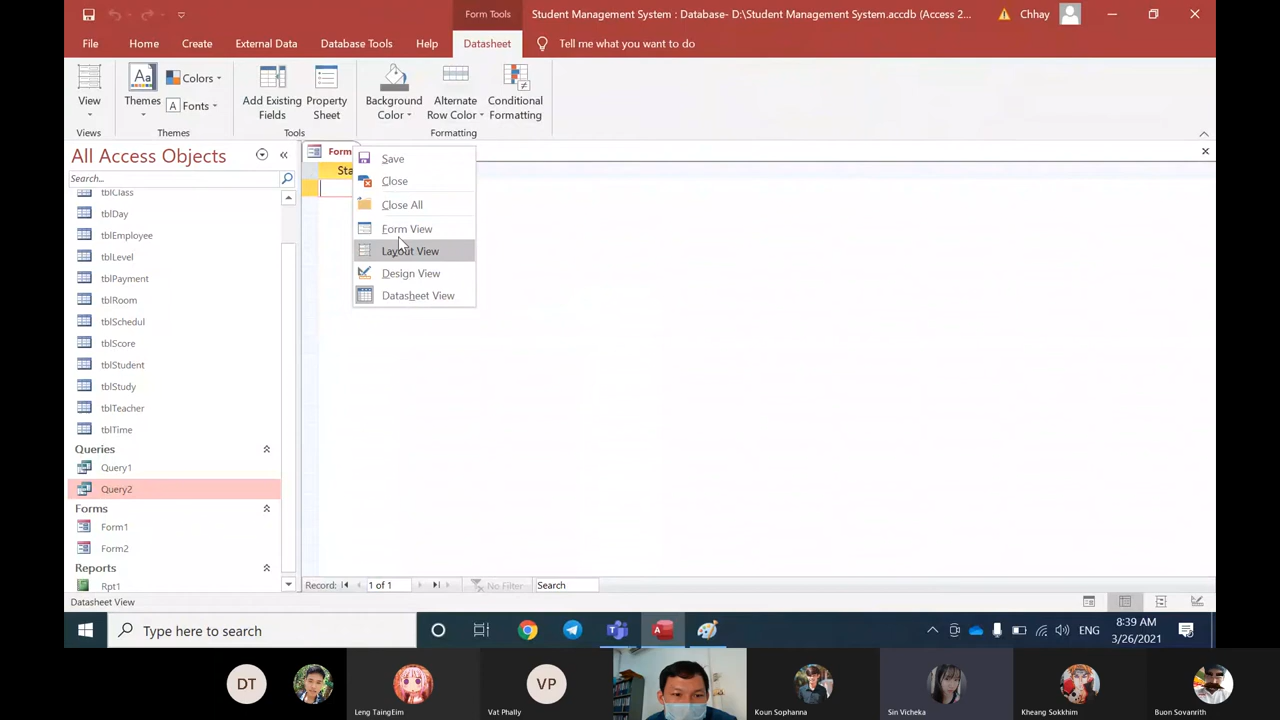 Form Tools
Student Management System : Database- D:\Student Management System.accdb (Access 2...
Chhay
File
Home
Create
External Data
Database Tools
Help
Datasheet
Tell me what you want to do
View
Themes
Colors
Fonts
Add Existing
Fields
Property
Sheet
Background
Color
Alternate
Row Color
Conditional
Formatting
Views
Themes
Tools
Formatting
All Access Objects
Search...
tblClass
tblDay
tblEmployee
tblLevel
tblPayment
tblRoom
tblSchedul
tblScore
tblStudent
tblStudy
tblTeacher
tblTime
Queries
Query1
Query2
Forms
Form1
Form2
Reports
Rpt1
Form
Sta
Save
Close
Close All
Form View
Layout View
Design View
Datasheet View
Record:
1 of 1
No Filter
Search
Datasheet View
Type here to search
ENG
8:39 AM
3/26/2021
DT
VP
Leng TaingEim
Vat Phally
Koun Sophanna
Sin Vicheka
Kheang Sokkhim
Buon Sovanrith